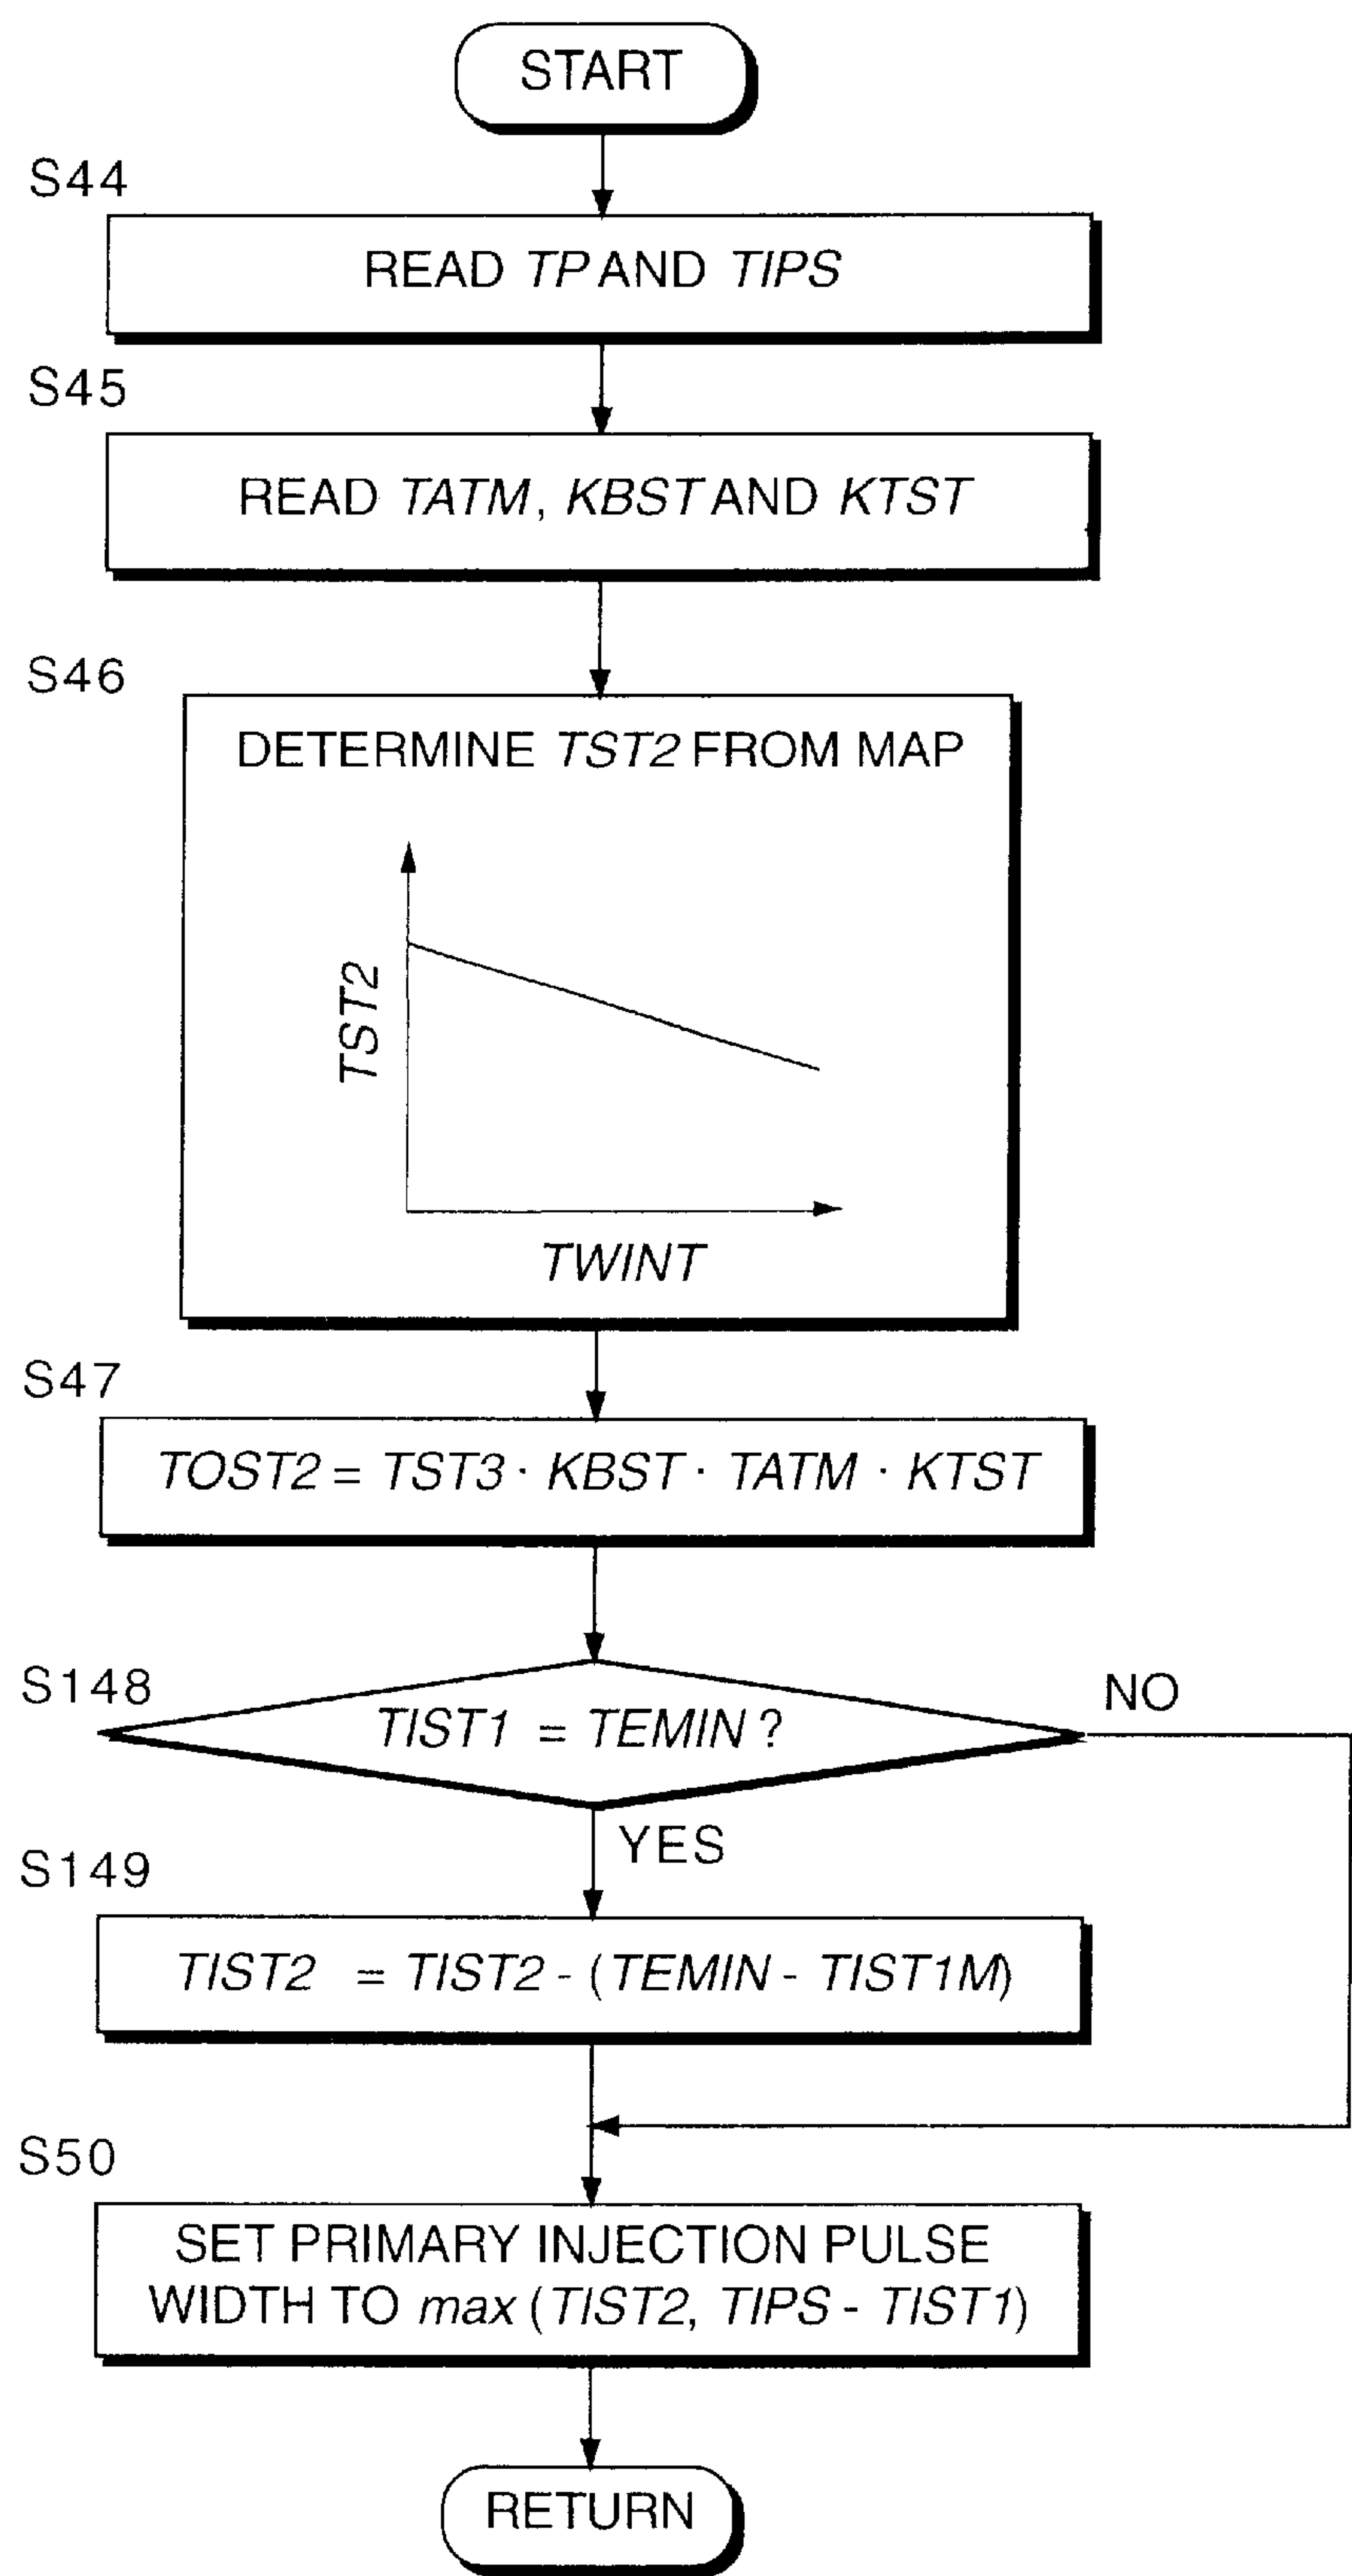 START
S44
READ TP AND TIPS
S45
READ TATM, KBST AND KTST
S46
DETERMINE TST2 FROM MAP
TST2
TWINT
S47
TOST2 = TST3 · KBST · TATM · KTST
S148
TIST1 = TEMIN ?
NO
YES
S149
TIST2 = TIST2 - (TEMIN - TIST1M)
S50
SET PRIMARY INJECTION PULSE
WIDTH TO max (TIST2, TIPS - TIST1)
RETURN